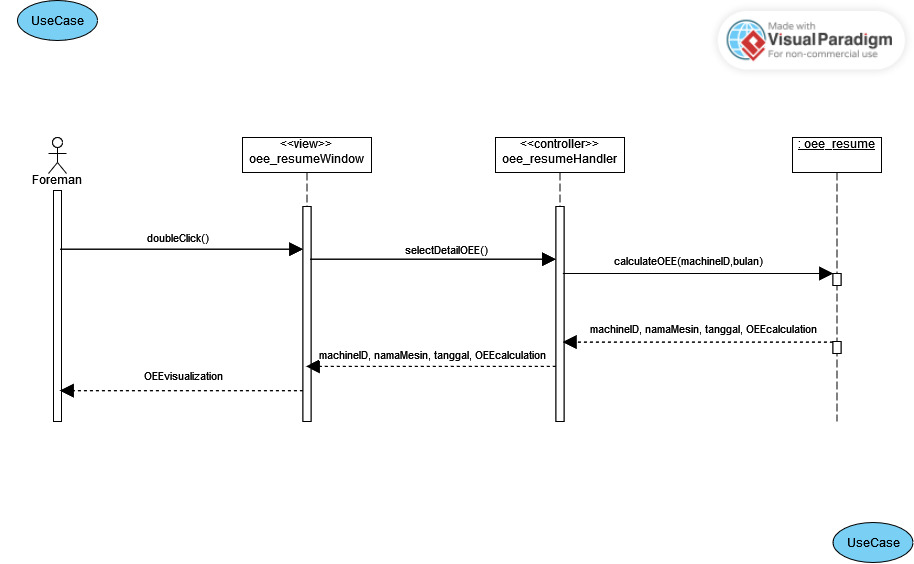 UseCase
Made with
Visual Paradigm
For non-commercial use
<<view>>
oee_resumeWindow
<<controller>>
oee_resumeHandler
: oee_resume
Foreman
doubleClick()
selectDetailOEE()
calculateOEE(machineID,bulan)
machineID, namaMesin, tanggal, OEEcalculation
machineID, namaMesin, tanggal, OEEcalculation
OEEvisualization
UseCase